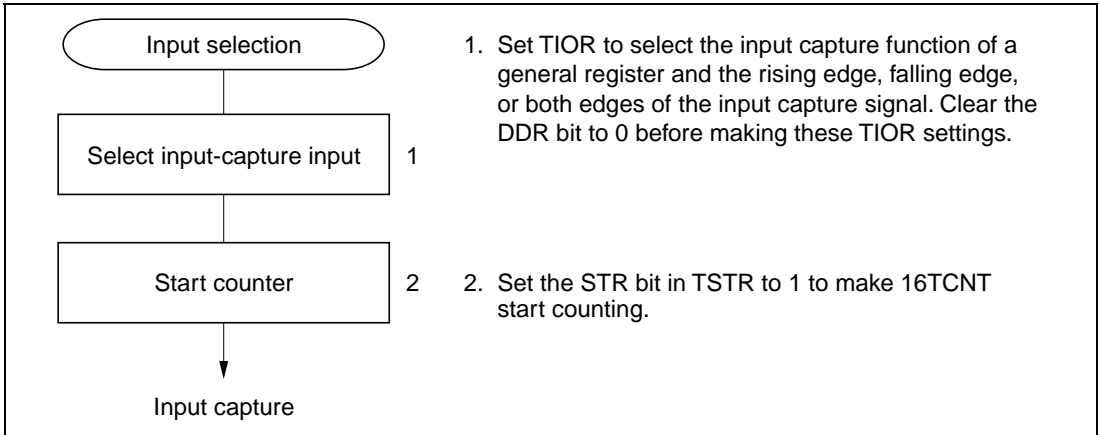 Input selection
1. Set TIOR to select the input capture function of a
general register and the rising edge, falling edge,
or both edges of the input capture signal. Clear the
DDR bit to 0 before making these TIOR settings.
Select input-capture input 1
Start counter 2
2. Set the STR bit in TSTR to 1 to make 16TCNT
start counting.
Input capture